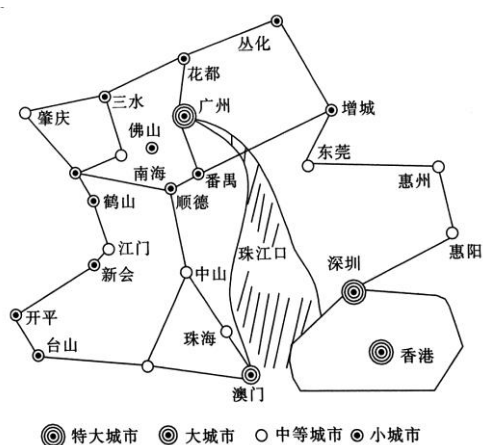 丛化
花都
肇庆
三水
广州
增城
佛山
东莞
南海
番禺
惠州
鹤山
顺德
珠江口
惠阳
江门
新会
中山
深圳
开平
珠海
台山
香港
澳门
特大城市 大城市 中等城市 小城市